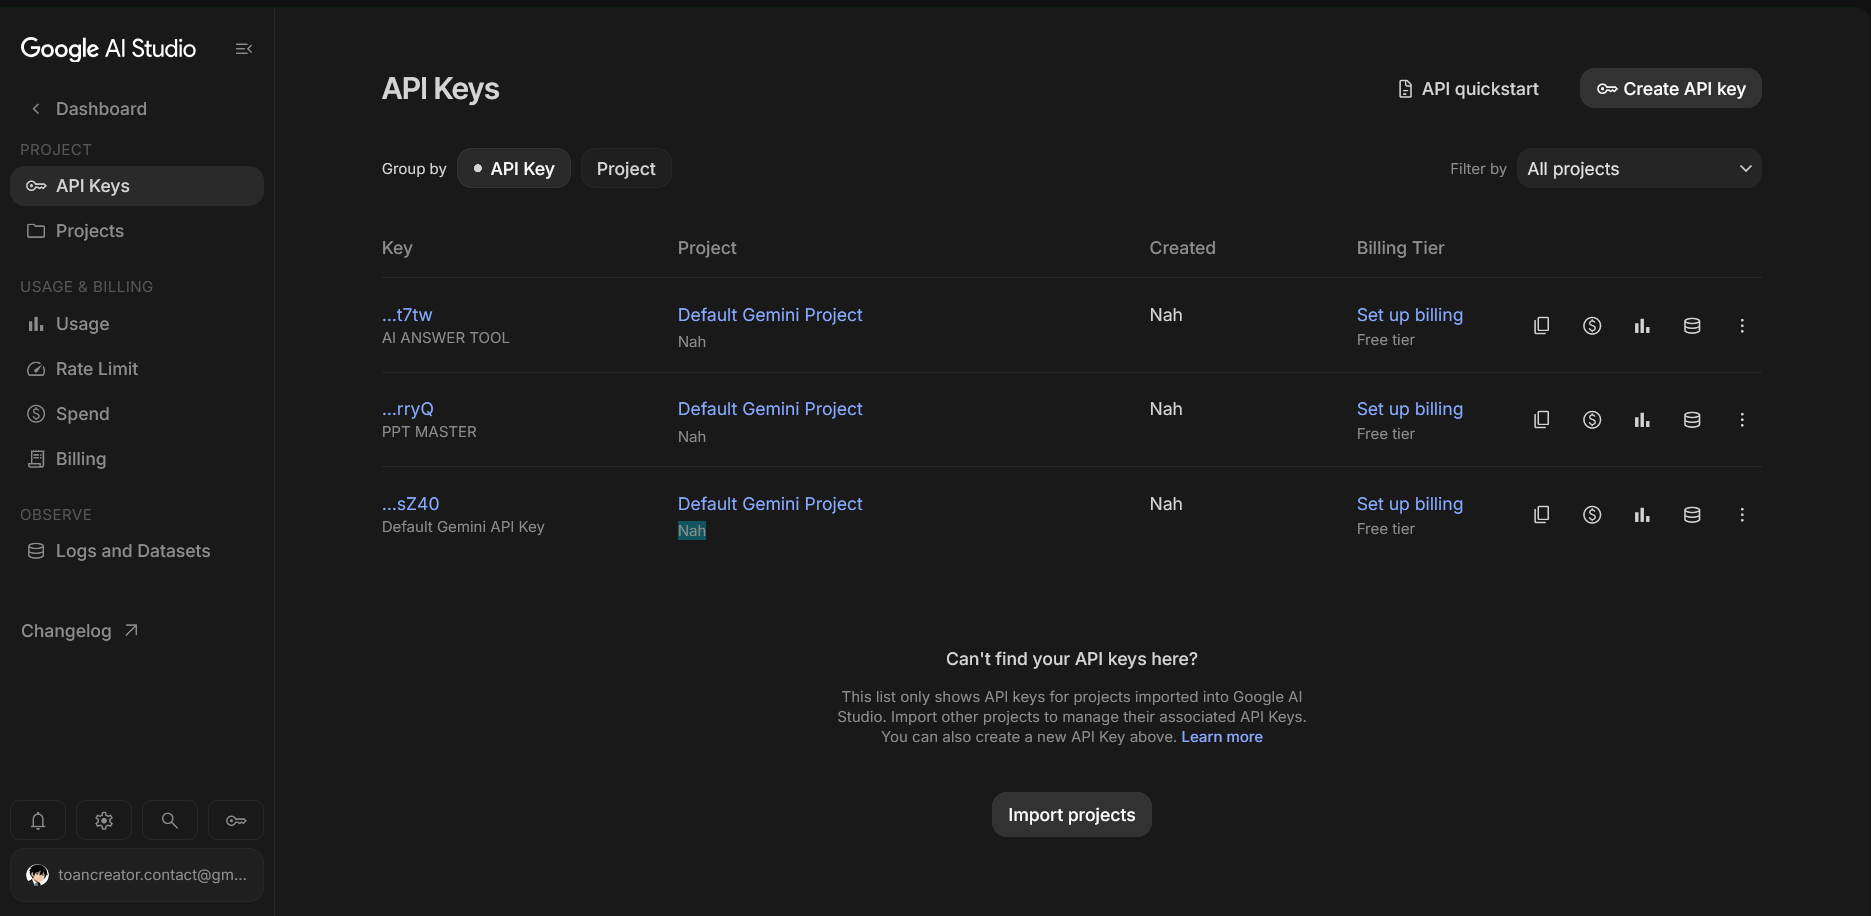 Google AI Studio
Dashboard
PROJECT
API Keys
Projects
USAGE & BILLING
Usage
Rate Limit
Spend
Billing
OBSERVE
Logs and Datasets
Changelog
toancreator.contact@gm...
API Keys
API quickstart
Create API key
Group by
API Key
Project
Filter by
All projects
Key Project Created Billing Tier
...t7tw Default Gemini Project Nah Set up billing
AI ANSWER TOOL Nah Free tier
...rryQ Default Gemini Project Nah Set up billing
PPT MASTER Nah Free tier
...sZ40 Default Gemini Project Nah Set up billing
Default Gemini API Key Nah Free tier
Can't find your API keys here?
This list only shows API keys for projects imported into Google AI
Studio. Import other projects to manage their associated API Keys.
You can also create a new API Key above. Learn more
Import projects